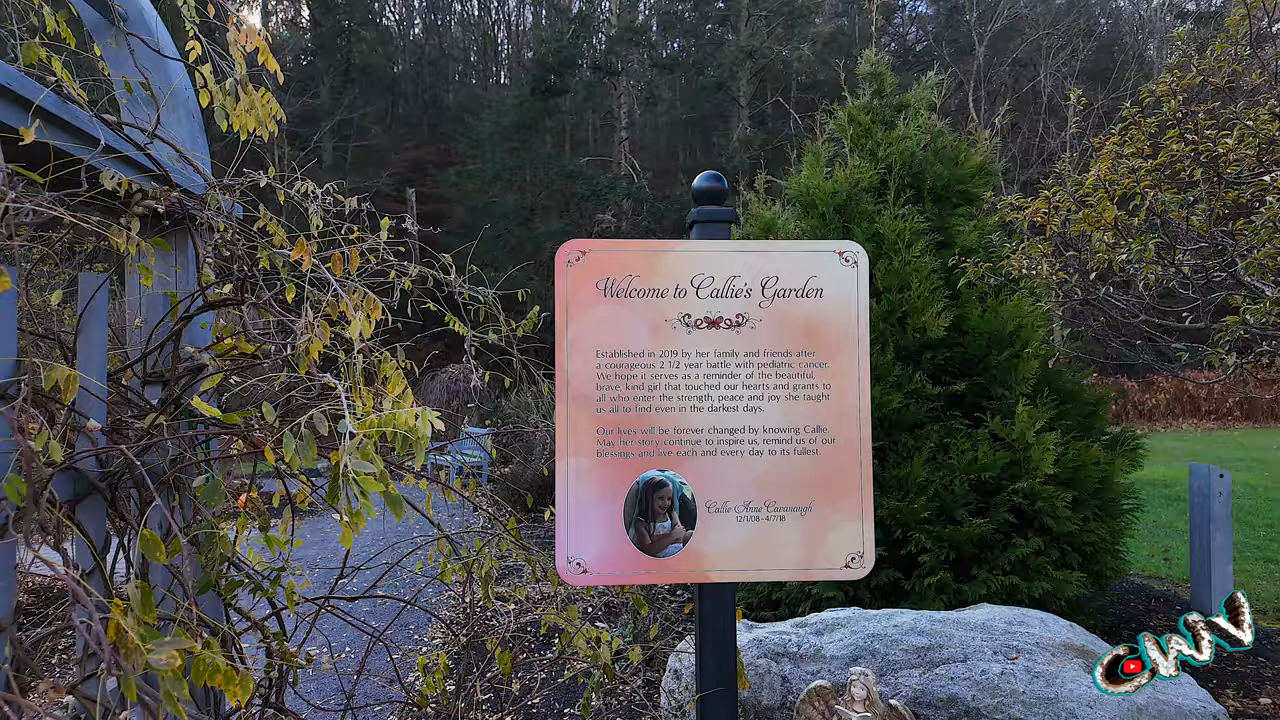 Welcome to Callie's Garden
Established in 2019 by her family and friends after
a courageous 2 1/2 year battle with pediatric cancer.
We hope it serves as a reminder of the beautiful,
brave, kind girl that touched our hearts and grants to
all who enter the strength, peace and joy she taught
us all to find even in the darkest days.
Our lives will be forever changed by knowing Callie.
May her story continue to inspire us, remind us of our
blessings and live each and every day to its fullest.
Callie Anne Cavanaugh
12/1/08-4/7/18
CWV